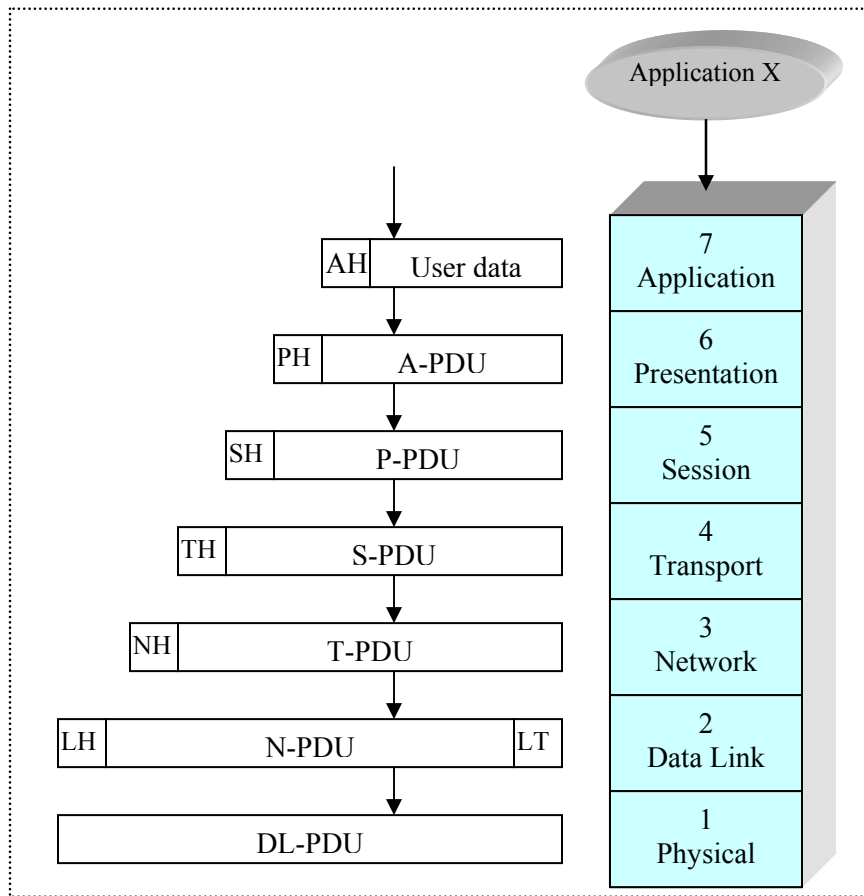 Application X
AH User data
7
Application
PH A-PDU
6
Presentation
SH P-PDU
5
Session
TH S-PDU
4
Transport
NH T-PDU
3
Network
LH N-PDU LT
2
Data Link
DL-PDU
1
Physical